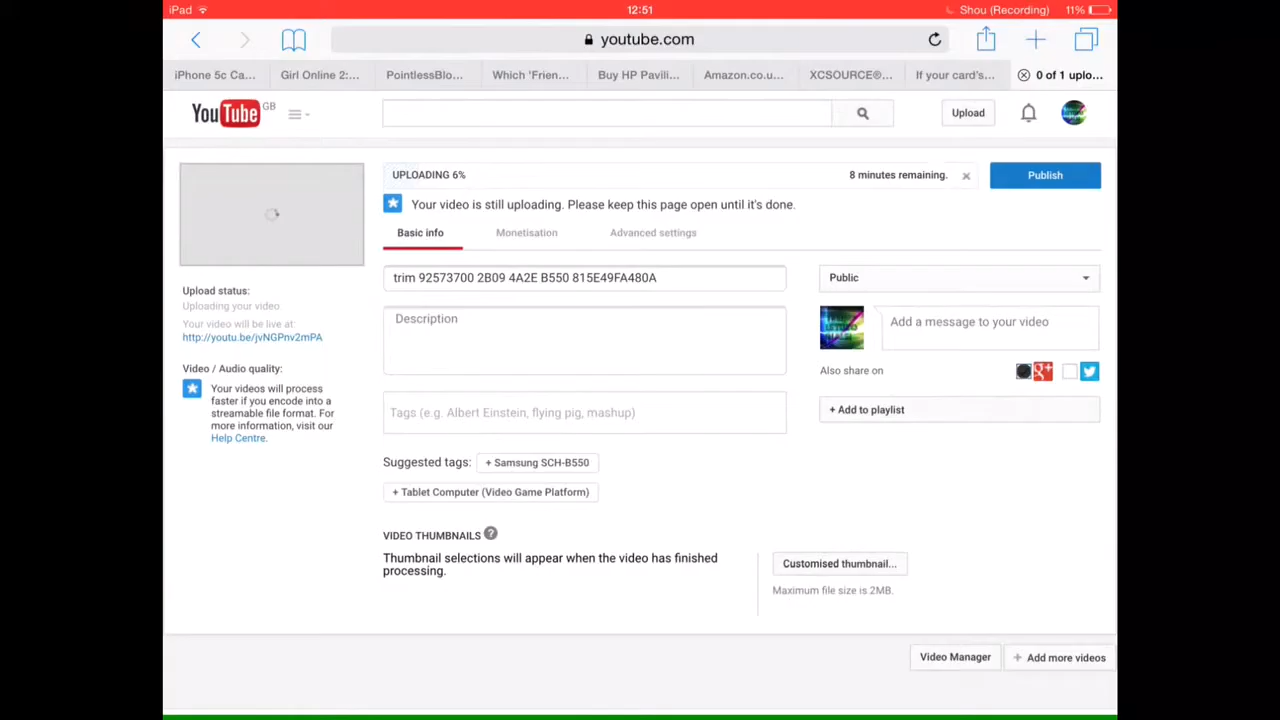 iPad 12:51 Shou (Recording) 11%
youtube.com
iPhone 5c Ca... Girl Online 2:... PointlessBlo... Which 'Frien... Buy HP Pavili... Amazon.co.u... XCSOURCE®... If your card's... 0 of 1 uplo...
YouTube GB Upload
UPLOADING 6% 8 minutes remaining. Publish
Your video is still uploading. Please keep this page open until it's done.
Basic info Monetisation Advanced settings
trim 92573700 2B09 4A2E B550 815E49FA480A Public
Upload status:
Uploading your video.
Your video will be live at:
http://youtu.be/jvNGPnv2mPA
Video / Audio quality:
Your videos will process
faster if you encode into a
streamable file format. For
more information, visit our
Help Centre.
Description
Add a message to your video
Also share on
g+
Tags (e.g. Albert Einstein, flying pig, mashup)
+ Add to playlist
Suggested tags: + Samsung SCH-B550
+ Tablet Computer (Video Game Platform)
VIDEO THUMBNAILS ?
Thumbnail selections will appear when the video has finished
processing.
Customised thumbnail...
Maximum file size is 2MB.
Video Manager + Add more videos